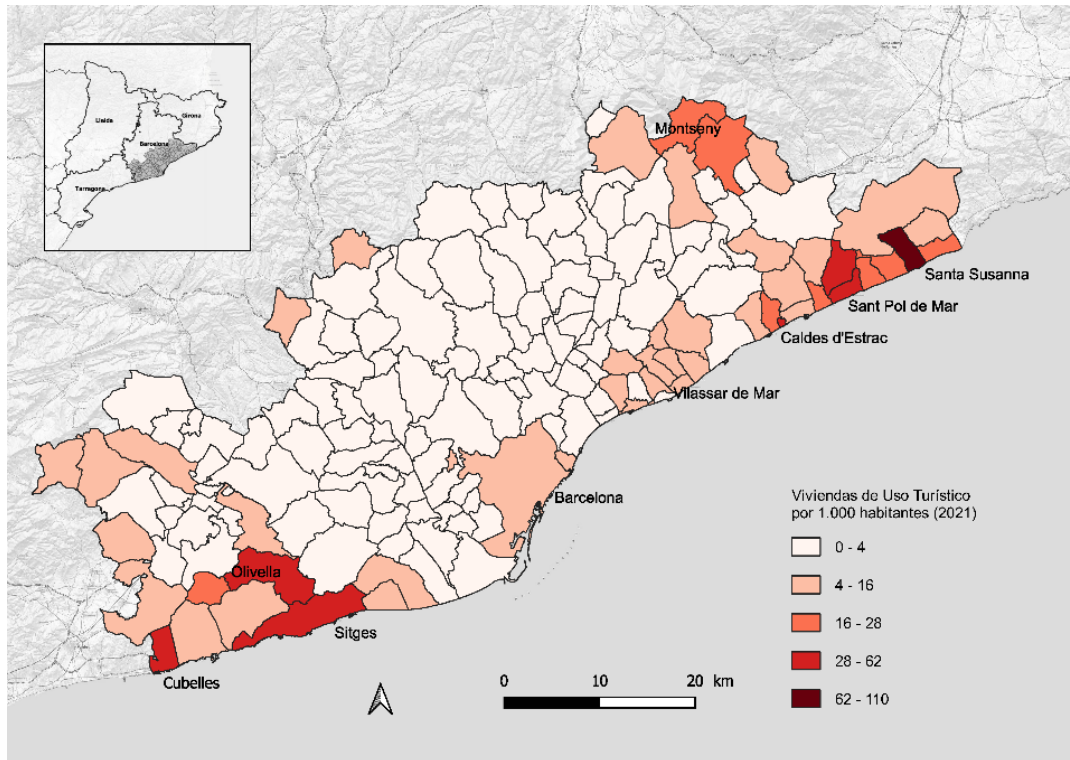 Lleida
Girona
Barcelona
Tarragona
Montseny
Santa Susanna
Sant Pol de Mar
Caldes d'Estrac
Vilassar de Mar
Barcelona
Olivella
Sitges
Cubelles
Viviendas de Uso Turístico
por 1.000 habitantes (2021)
0 - 4
4 - 16
16 - 28
28 - 62
62 - 110
0 10 20 km